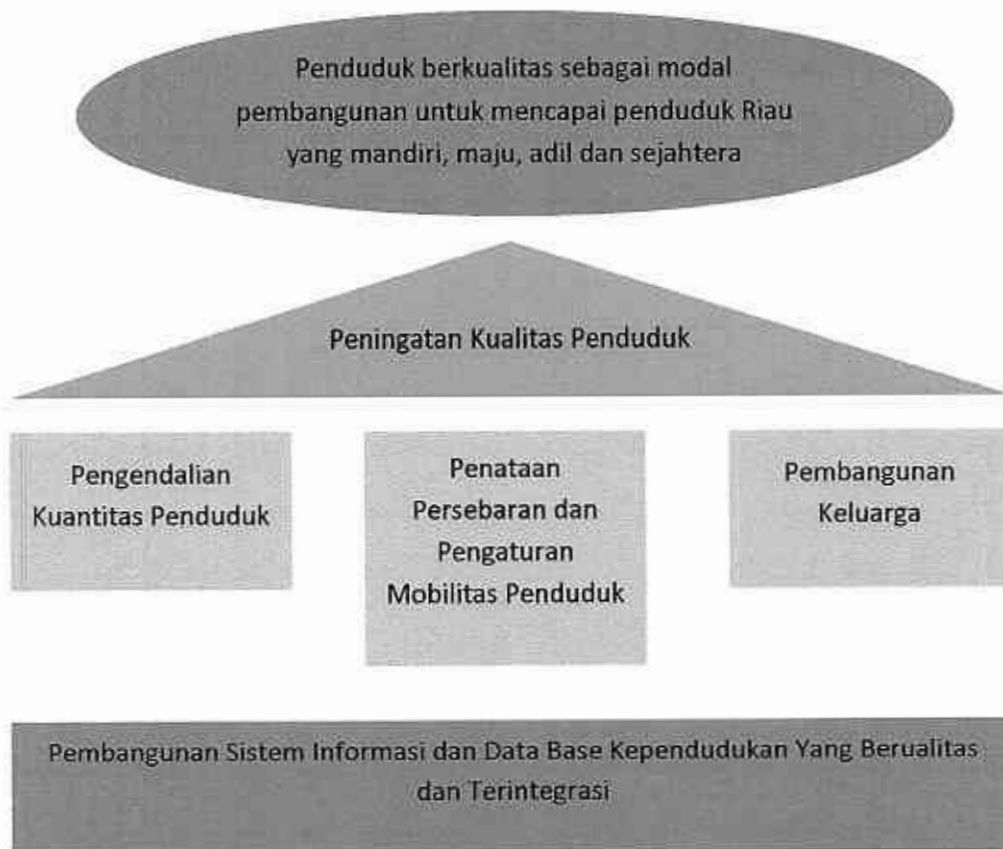 Penduduk berkualitas sebagai modal
pembangunan untuk mencapai penduduk Riau
yang mandiri, maju, adil dan sejahtera
Peningatan Kualitas Penduduk
Pengendalian
Kuantitas Penduduk
Penataan
Persebaran dan
Pengaturan
Mobilitas Penduduk
Pembangunan
Keluarga
Pembangunan Sistem Informasi dan Data Base Kependudukan Yang Berualitas
dan Terintegrasi